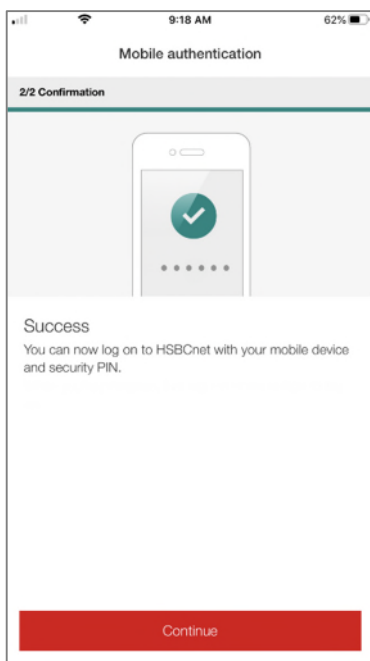 9:18 AM
62%
Mobile authentication
2/2 Confirmation
Success
You can now log on to HSBCnet with your mobile device
and security PIN.
Continue